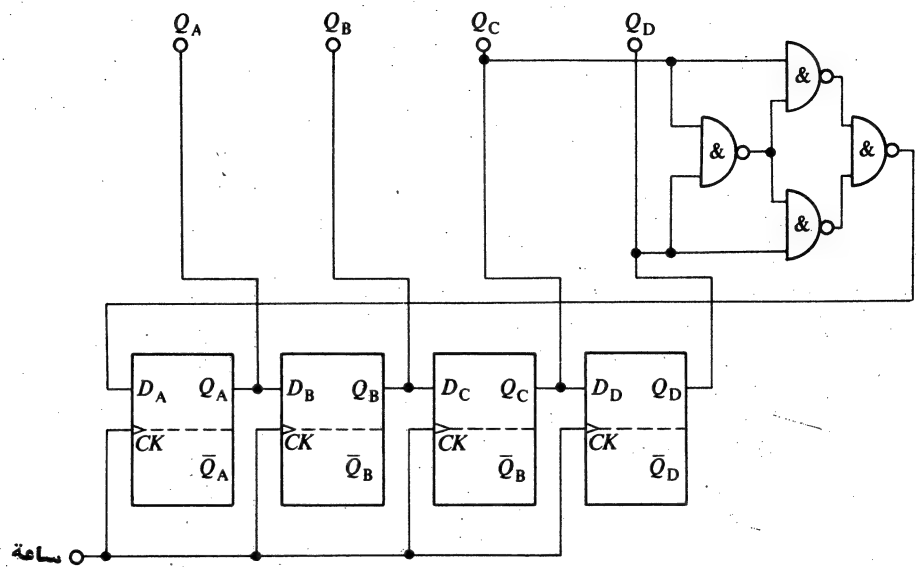 Q_A Q_B Q_C Q_D
&
& &
&
D_A Q_A D_B Q_B D_C Q_C D_D Q_D
CK CK CK CK
Q̄_A Q̄_B Q̄_B Q̄_D
ساعة